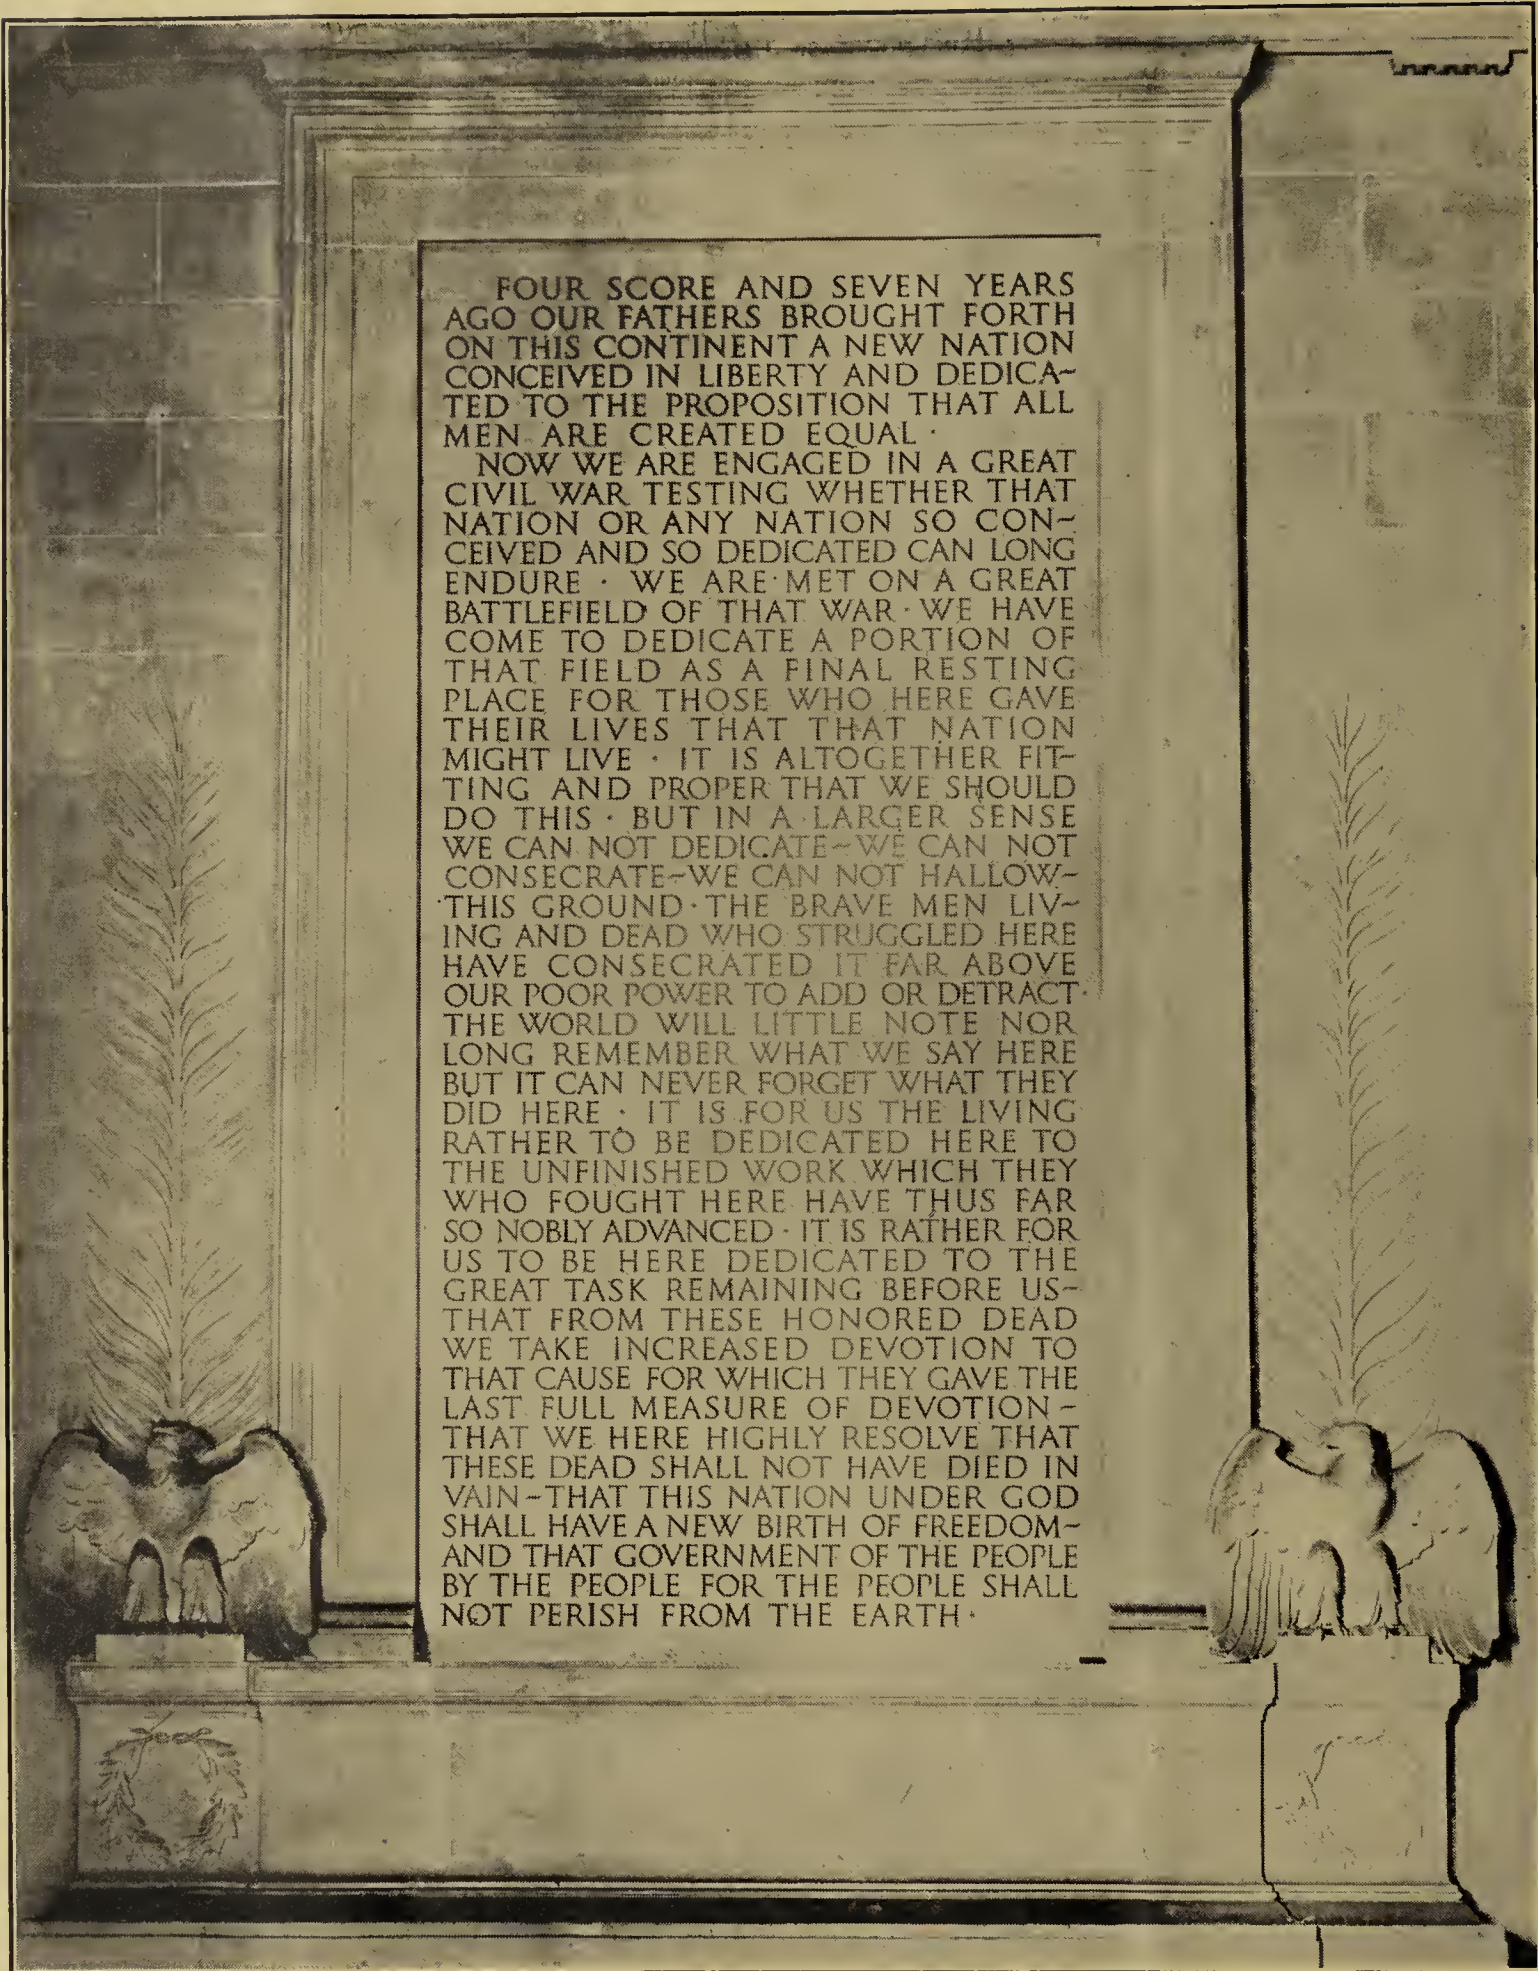 FOUR SCORE AND SEVEN YEARS
AGO OUR FATHERS BROUGHT FORTH
ON THIS CONTINENT A NEW NATION
CONCEIVED IN LIBERTY AND DEDICA~
TED TO THE PROPOSITION THAT ALL
MEN ARE CREATED EQUAL ·
NOW WE ARE ENGAGED IN A GREAT
CIVIL WAR TESTING WHETHER THAT
NATION OR ANY NATION SO CON~
CEIVED AND SO DEDICATED CAN LONG
ENDURE · WE ARE MET ON A GREAT
BATTLEFIELD OF THAT WAR · WE HAVE
COME TO DEDICATE A PORTION OF
THAT FIELD AS A FINAL RESTING
PLACE FOR THOSE WHO HERE GAVE
THEIR LIVES THAT THAT NATION
MIGHT LIVE · IT IS ALTOGETHER FIT~
TING AND PROPER THAT WE SHOULD
DO THIS · BUT IN A LARGER SENSE
WE CAN NOT DEDICATE~WE CAN NOT
CONSECRATE~WE CAN NOT HALLOW~
THIS GROUND · THE BRAVE MEN LIV~
ING AND DEAD WHO STRUGGLED HERE
HAVE CONSECRATED IT FAR ABOVE
OUR POOR POWER TO ADD OR DETRACT ·
THE WORLD WILL LITTLE NOTE NOR
LONG REMEMBER WHAT WE SAY HERE
BUT IT CAN NEVER FORGET WHAT THEY
DID HERE · IT IS FOR US THE LIVING
RATHER TO BE DEDICATED HERE TO
THE UNFINISHED WORK WHICH THEY
WHO FOUGHT HERE HAVE THUS FAR
SO NOBLY ADVANCED · IT IS RATHER FOR
US TO BE HERE DEDICATED TO THE
GREAT TASK REMAINING BEFORE US~
THAT FROM THESE HONORED DEAD
WE TAKE INCREASED DEVOTION TO
THAT CAUSE FOR WHICH THEY GAVE THE
LAST FULL MEASURE OF DEVOTION ~
THAT WE HERE HIGHLY RESOLVE THAT
THESE DEAD SHALL NOT HAVE DIED IN
VAIN~THAT THIS NATION UNDER GOD
SHALL HAVE A NEW BIRTH OF FREEDOM~
AND THAT GOVERNMENT OF THE PEOPLE
BY THE PEOPLE FOR THE PEOPLE SHALL
NOT PERISH FROM THE EARTH ·